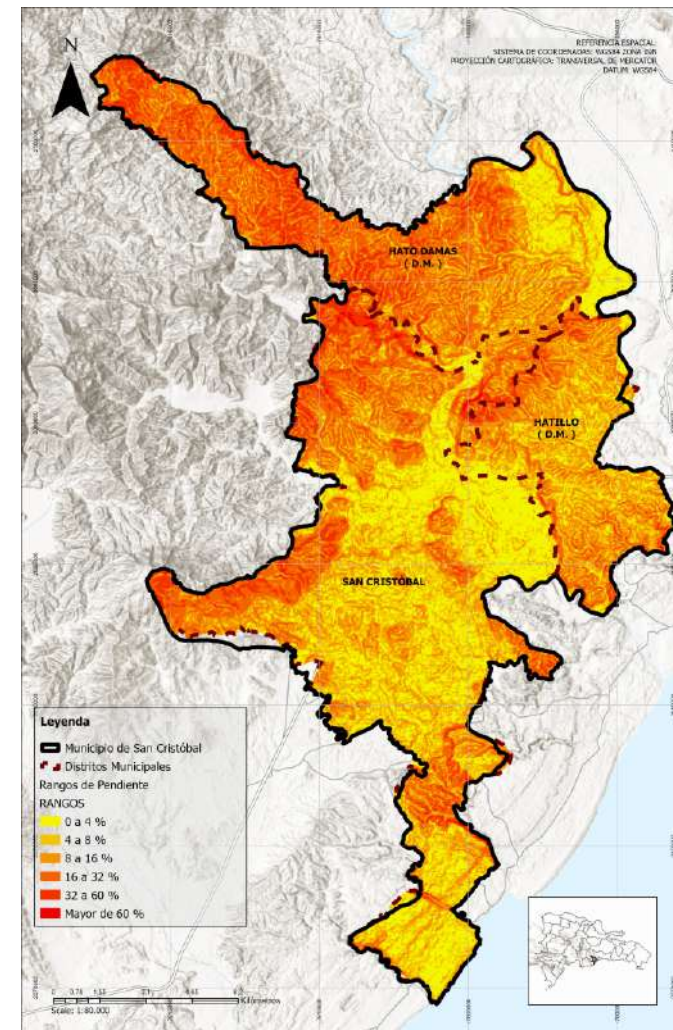 N
REFERENCIA ESPACIAL:
SISTEMA DE COORDENADAS: WGS84 ZONA 19N
PROYECCIÓN CARTOGRÁFICA: TRANSVERSAL DE MERCATOR
DATUM: WGS84
HATO DAMAS
( D.M. )
HATILLO
( D.M. )
SAN CRISTÓBAL
Leyenda
Municipio de San Cristóbal
Distritos Municipales
Rangos de Pendiente
RANGOS
0 a 4 %
4 a 8 %
8 a 16 %
16 a 32 %
32 a 60 %
Mayor de 60 %
Kilómetros
Scale: 1:80.000